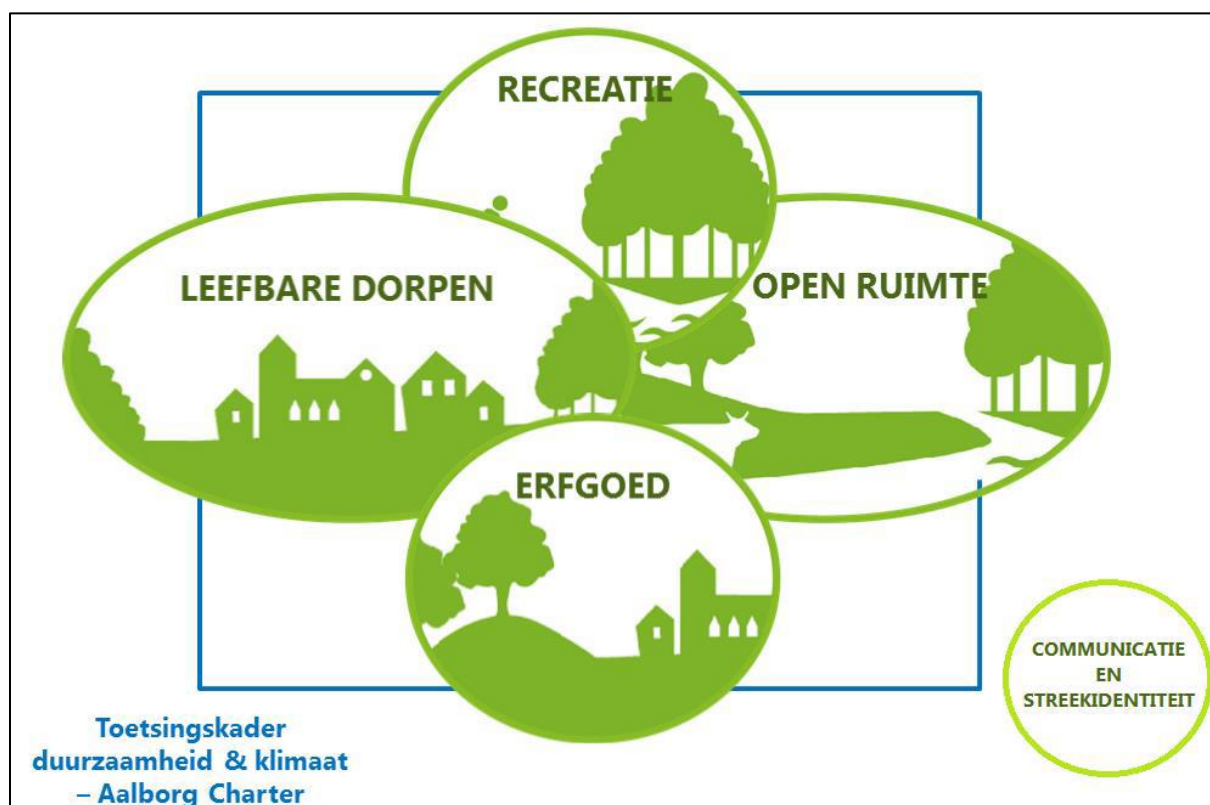 RECREATIE
LEEFBARE DORPEN
OPEN RUIMTE
ERFGOED
COMMUNICATIE
EN
STREEKIDENTITEIT
Toetsingskader
duurzaamheid & klimaat
– Aalborg Charter